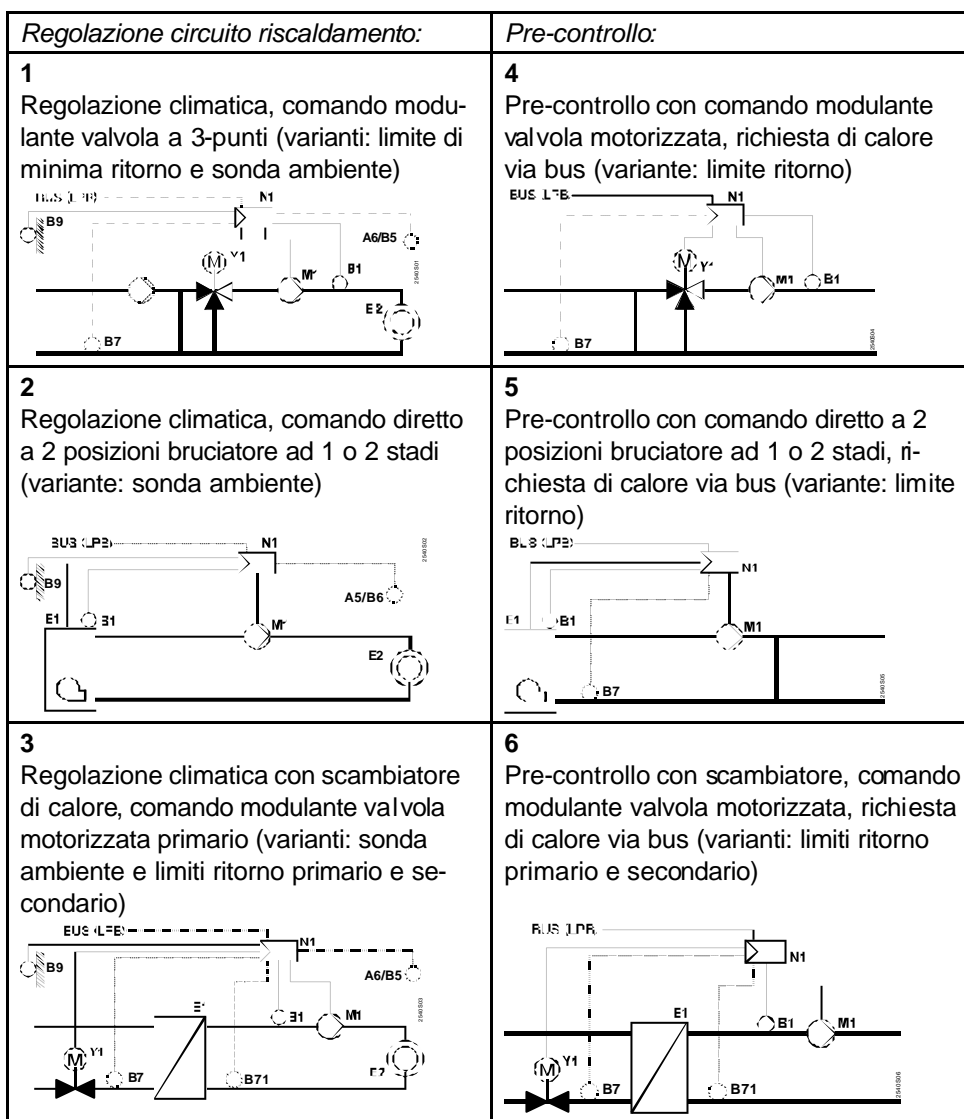 Regolazione circuito riscaldamento:
Pre-controllo:
1
Regolazione climatica, comando modu-
lante valvola a 3-punti (varianti: limite di
minima ritorno e sonda ambiente)
N1
B9
A6/B5
Y1
B1
E2
B7
2540S01
4
Pre-controllo con comando modulante
valvola motorizzata, richiesta di calore
via bus (variante: limite ritorno)
N1
M1
B1
B7
2540S04
2
Regolazione climatica, comando diretto
a 2 posizioni bruciatore ad 1 o 2 stadi
(variante: sonda ambiente)
N1
B9
A5/B6
E1
E2
2540S02
5
Pre-controllo con comando diretto a 2
posizioni bruciatore ad 1 o 2 stadi, ri-
chiesta di calore via bus (variante: limite
ritorno)
N1
E1
B1
M1
B7
2540S05
3
Regolazione climatica con scambiatore
di calore, comando modulante valvola
motorizzata primario (varianti: sonda
ambiente e limiti ritorno primario e se-
condario)
N1
B9
A6/B5
M1
Y1
B7
B71
2540S03
6
Pre-controllo con scambiatore, comando
modulante valvola motorizzata, richiesta
di calore via bus (varianti: limiti ritorno
primario e secondario)
N1
E1
B1
M1
Y1
B7
B71
2540S06